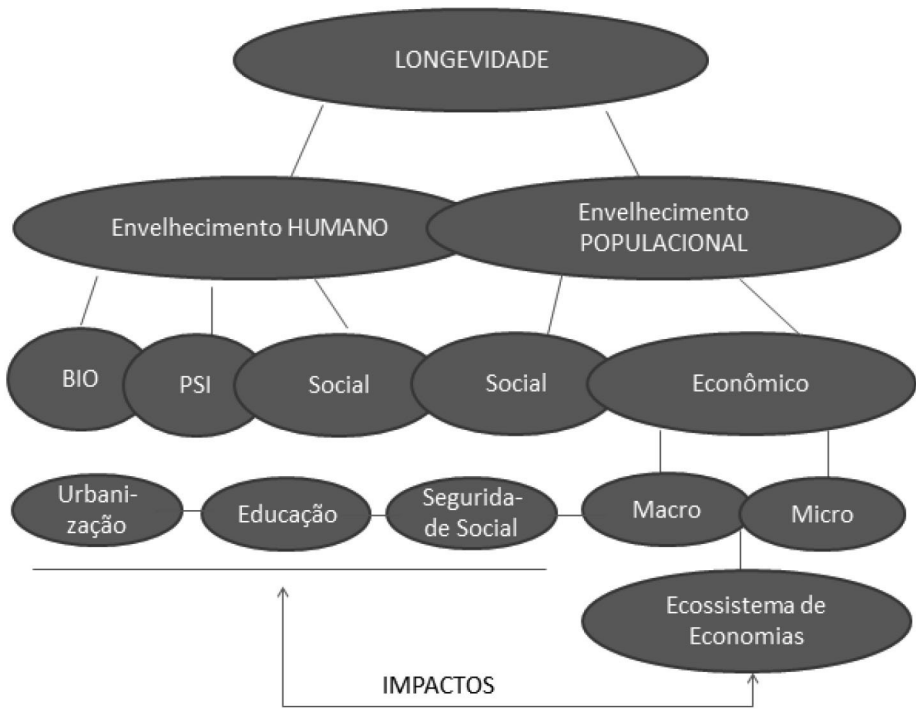 LONGEVIDADE
Envelhecimento HUMANO
Envelhecimento
POPULACIONAL
BIO
PSI
Social
Social
Econômico
Urbani-
zação
Educação
Segurida-
de Social
Macro
Micro
Ecossistema de
Economias
IMPACTOS